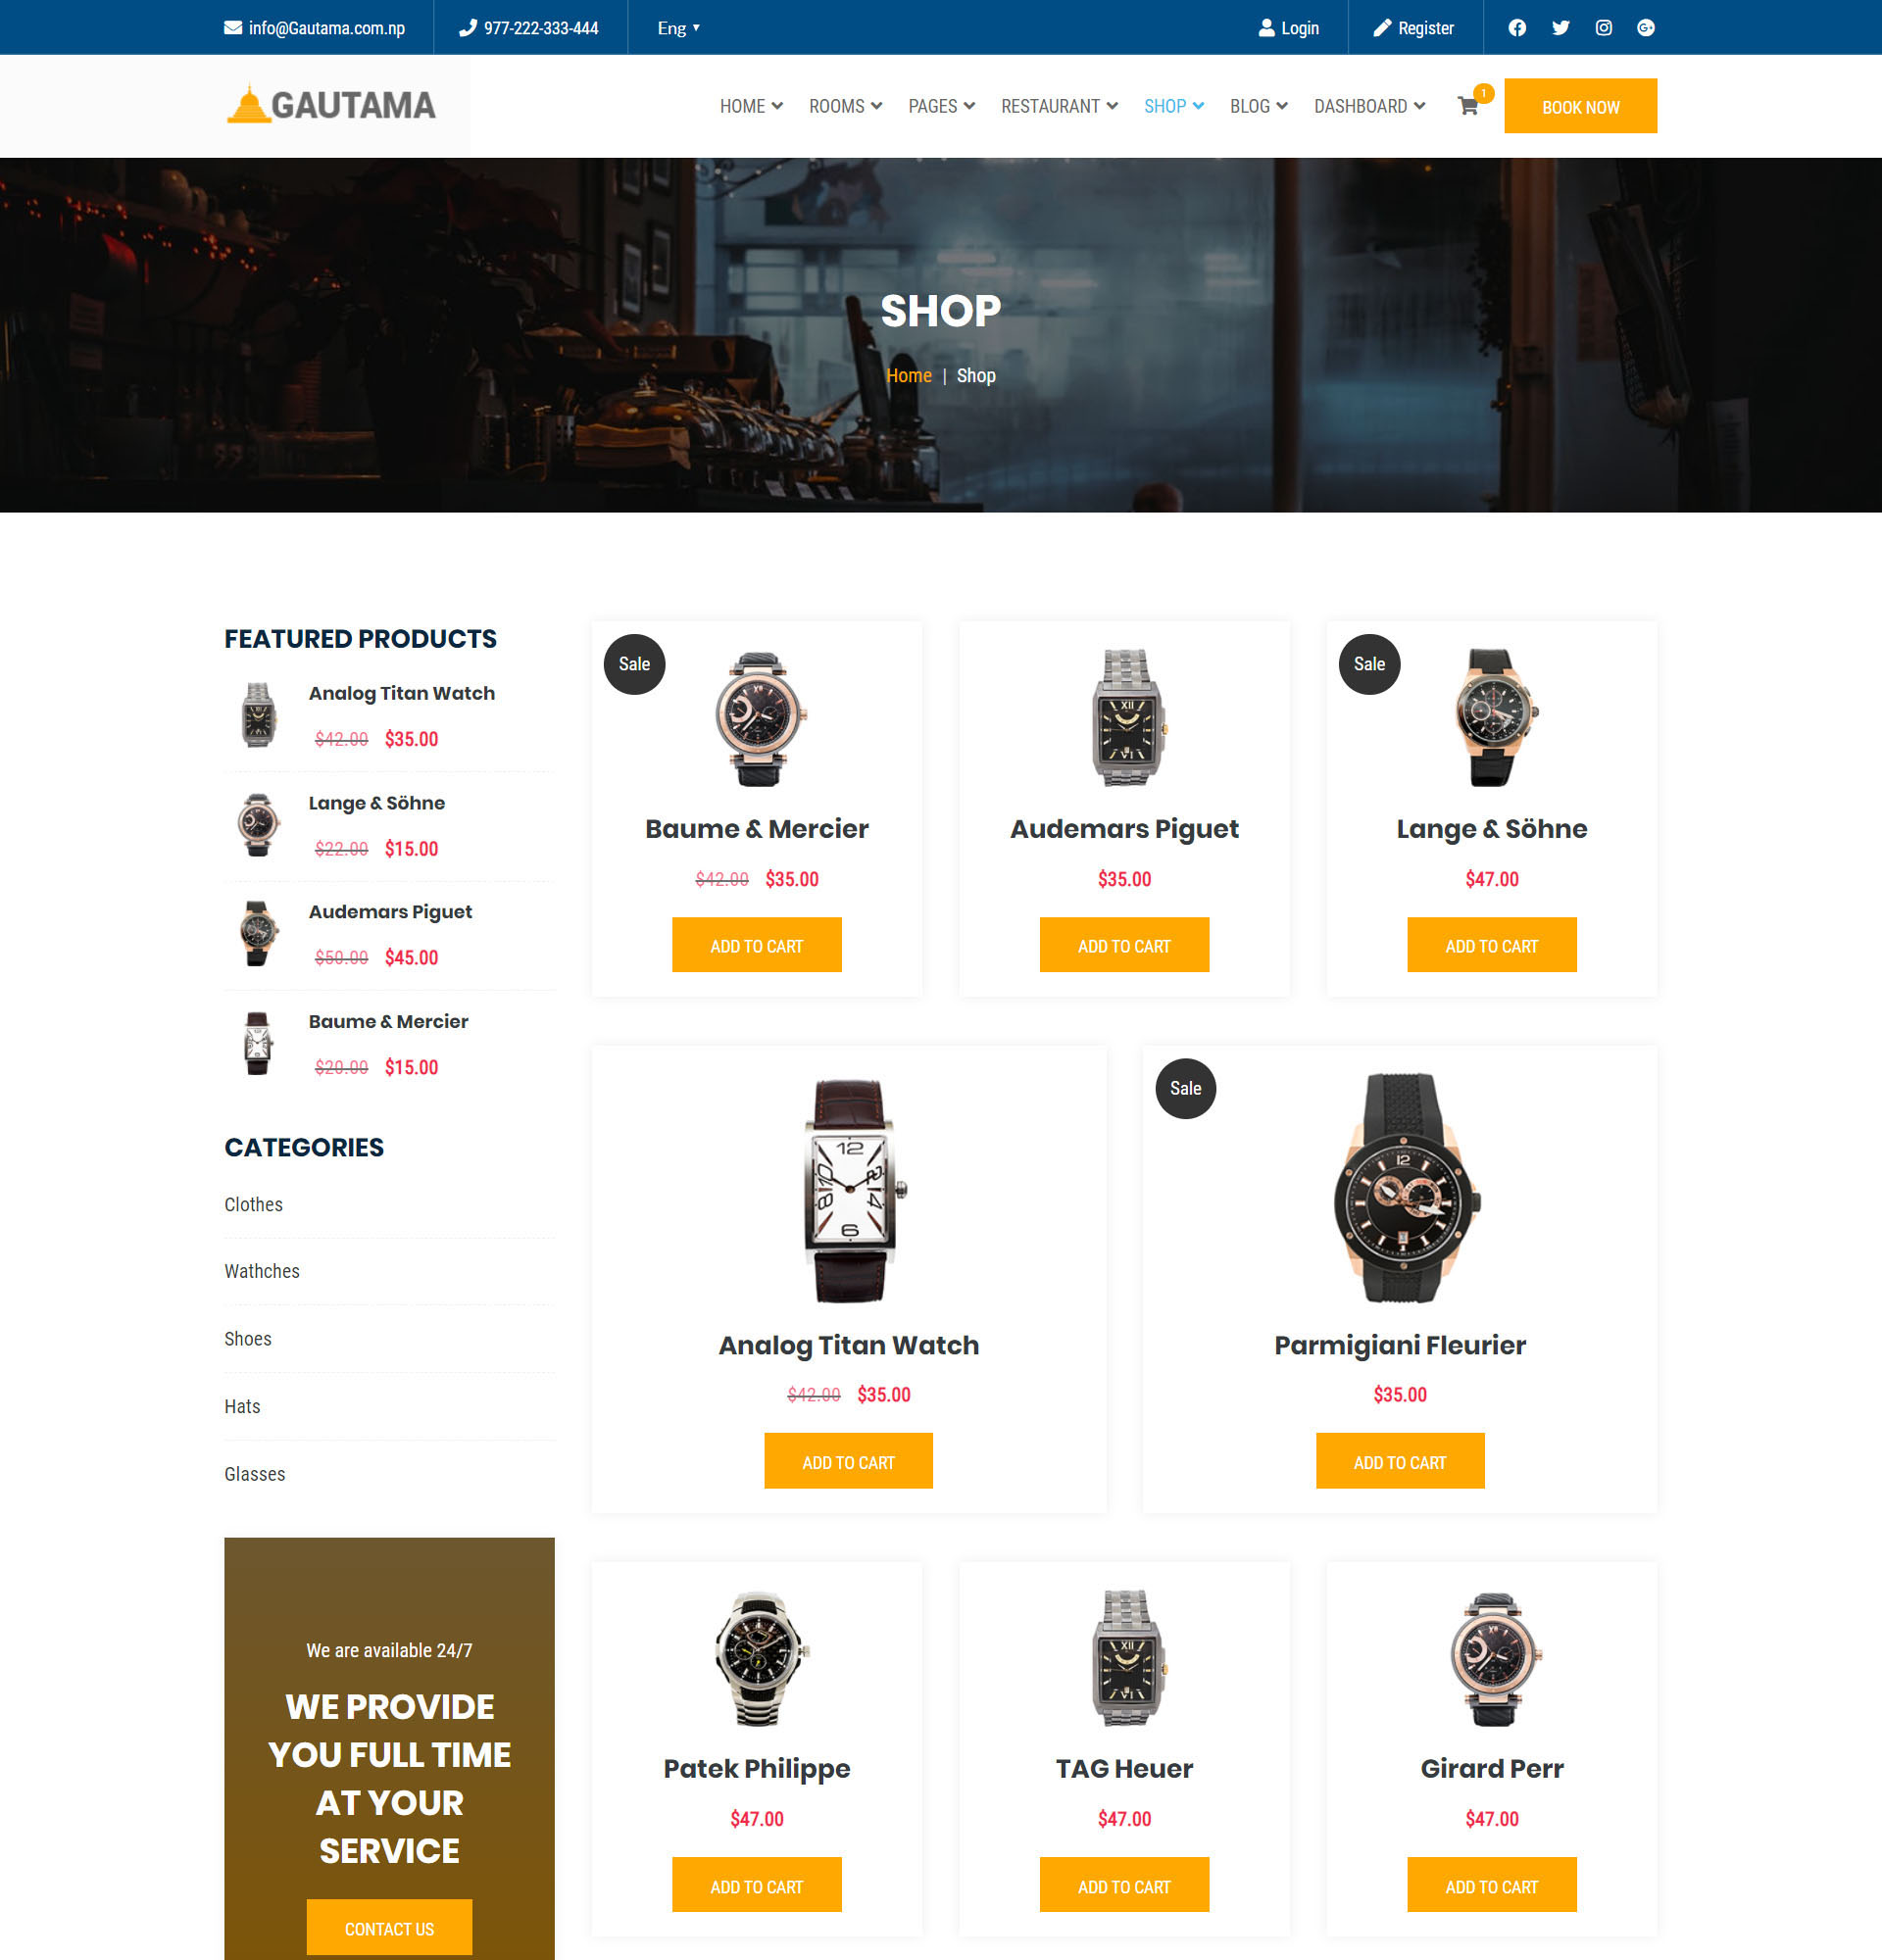 info@Gautama.com.np
977-222-333-444
Eng
Login
Register
GAUTAMA
HOME
ROOMS
PAGES
RESTAURANT
SHOP
BLOG
DASHBOARD
1
BOOK NOW
SHOP
Home | Shop
FEATURED PRODUCTS
Analog Titan Watch
$42.00 $35.00
Lange & Söhne
$22.00 $15.00
Audemars Piguet
$50.00 $45.00
Baume & Mercier
$20.00 $15.00
CATEGORIES
Clothes
Wathches
Shoes
Hats
Glasses
We are available 24/7
WE PROVIDE
YOU FULL TIME
AT YOUR
SERVICE
CONTACT US
Sale
Baume & Mercier
$42.00 $35.00
ADD TO CART
Audemars Piguet
$35.00
ADD TO CART
Sale
Lange & Söhne
$47.00
ADD TO CART
Analog Titan Watch
$42.00 $35.00
ADD TO CART
Sale
Parmigiani Fleurier
$35.00
ADD TO CART
Patek Philippe
$47.00
ADD TO CART
TAG Heuer
$47.00
ADD TO CART
Girard Perr
$47.00
ADD TO CART